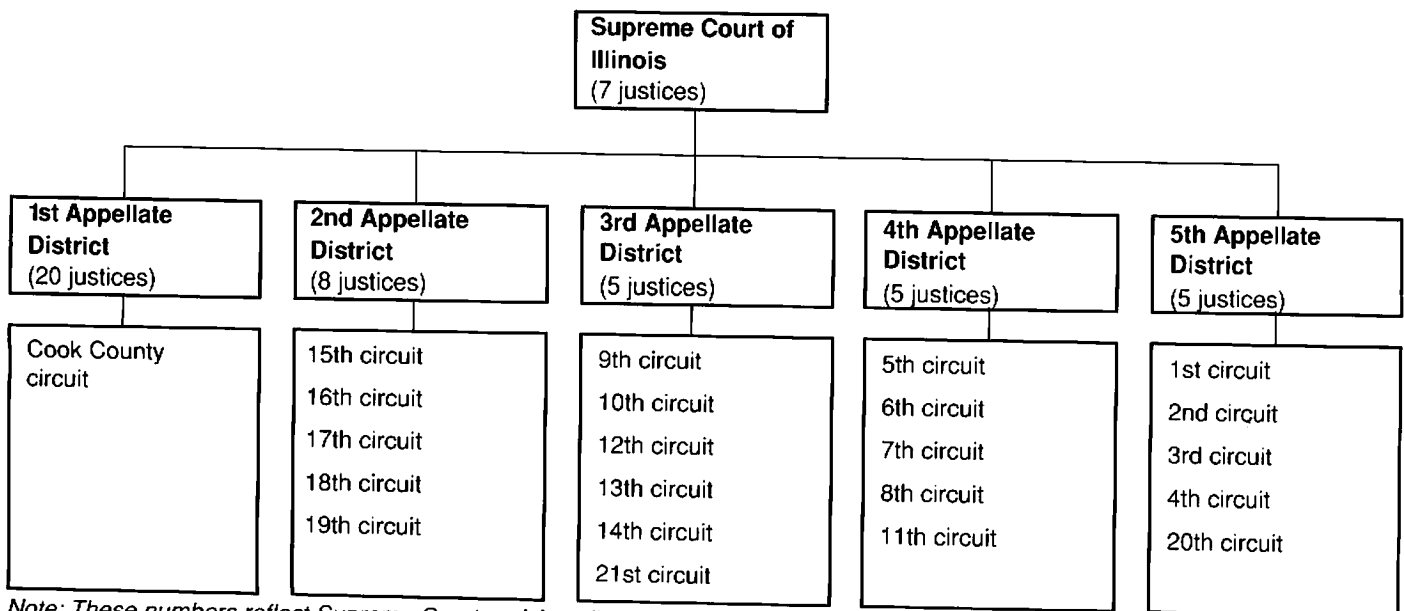 Supreme Court of
Illinois
(7 justices)
1st Appellate
District
(20 justices)
2nd Appellate
District
(8 justices)
3rd Appellate
District
(5 justices)
4th Appellate
District
(5 justices)
5th Appellate
District
(5 justices)
Cook County
circuit
15th circuit
16th circuit
17th circuit
18th circuit
19th circuit
9th circuit
10th circuit
12th circuit
13th circuit
14th circuit
21st circuit
5th circuit
6th circuit
7th circuit
8th circuit
11th circuit
1st circuit
2nd circuit
3rd circuit
4th circuit
20th circuit
Note: These numbers reflect Supreme Court